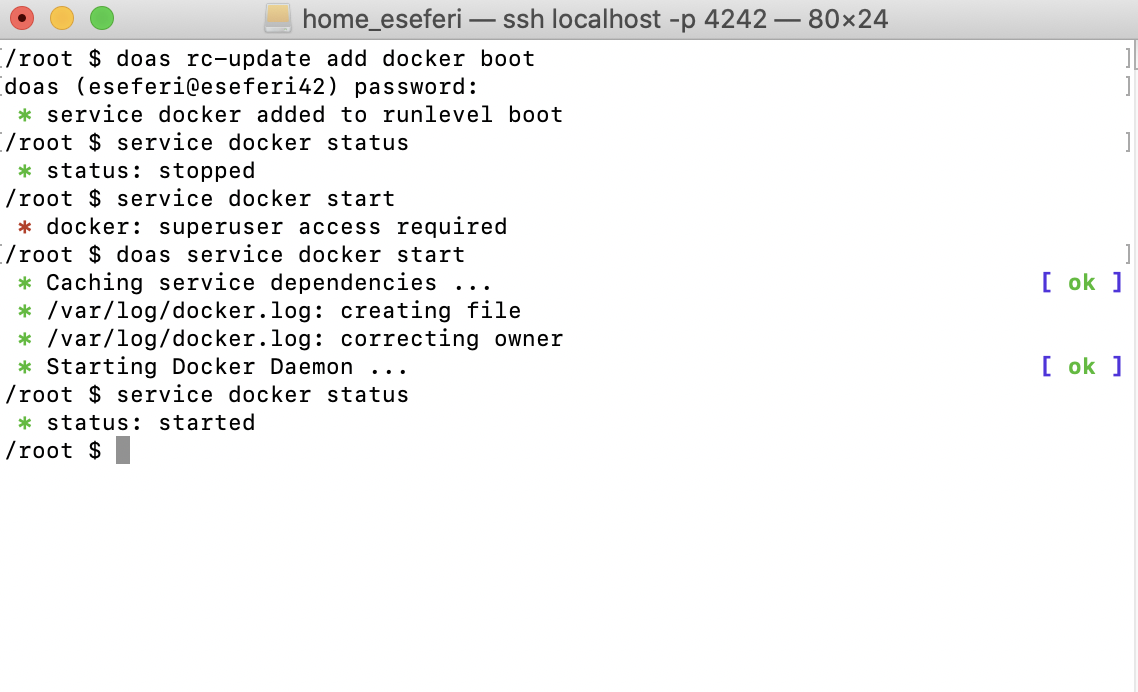 home_eseferi — ssh localhost -p 4242 — 80×24
[/root $ doas rc-update add docker boot ]
[doas (eseferi@eseferi42) password: ]
 * service docker added to runlevel boot
[/root $ service docker status ]
 * status: stopped
/root $ service docker start
 * docker: superuser access required
[/root $ doas service docker start ]
 * Caching service dependencies ... [ ok ]
 * /var/log/docker.log: creating file
 * /var/log/docker.log: correcting owner
 * Starting Docker Daemon ... [ ok ]
/root $ service docker status
 * status: started
/root $